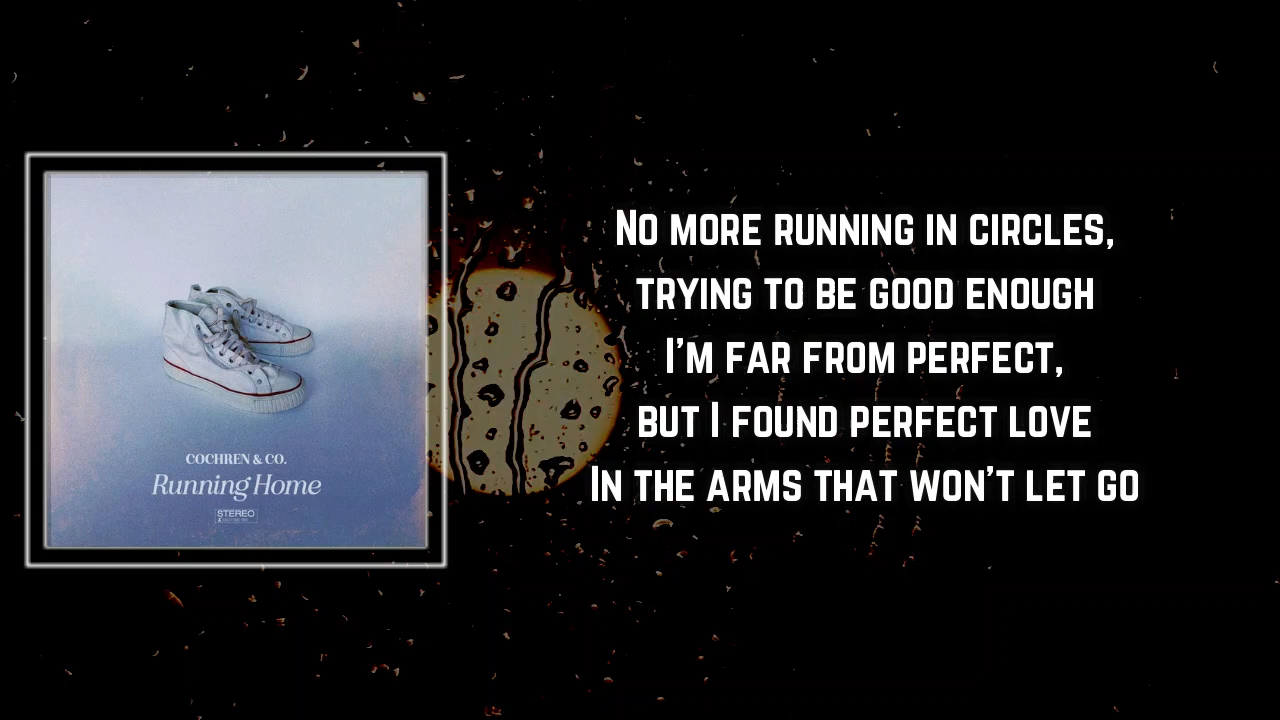 No more running in circles,
trying to be good enough
I'm far from perfect,
but I found perfect love
In the arms that won't let go
COCHREN & CO.
Running Home
STEREO